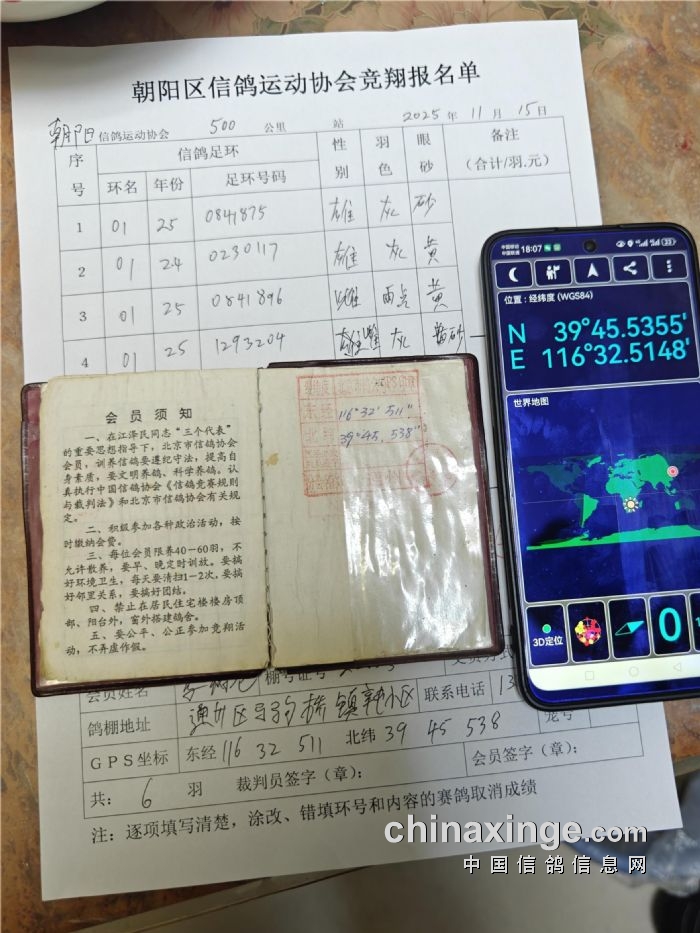 朝阳区信鸽运动协会竞翔报名单
朝阳 信鸽运动协会 500 公里 站 2025 年 11 月 15 日
序号 信鸽足环 性别 羽色 眼砂 备注
环名 年份 足环号码 （合计/羽.元）
1 01 25 0841875 雄 灰 砂
2 01 24 0230117 雄 灰 黄
3 01 25 0841896 雌 雨点 黄
4 01 25 1293204 雄 灰 黄砂
会员须知
一、在江泽民同志“三个代表”
的重要思想指导下，北京市信鸽协会
会员，训养信鸽要遵纪守法，提高自
身素质，要文明养鸽、科学养鸽。认
真执行中国信鸽协会《信鸽竞赛规则
与裁判法》和北京市信鸽协会有关规
定。
二、积极参加各种政治活动，按
时缴纳会费。
三、每位会员限养40－60羽，不
允许散养，要早、晚定时训放。要搞
好环境卫生，每天要清扫1－2次，要搞
好邻里关系，要搞好团结。
四、禁止在居民住宅楼楼房顶
部、阳台外，窗外搭建鸽舍。
五、要公平、公正参加竞翔活
动，不弄虚作假。
东经 116°32′511″
北纬 39°45.538″
18:07
位置：经纬度 (WGS84)
N 39°45.5355'
E 116°32.5148'
世界地图
3D定位
0
会员姓名 棚号证号
鸽棚地址 通州区马驹桥镇 小区 联系电话 13
GPS坐标 东经 116 32 511 北纬 39 45 538
共： 6 羽 裁判员签字（章）： 会员签字（章）：
注：逐项填写清楚，涂改、错填环号和内容的赛鸽取消成绩
chinaxinge.com
中国信鸽信息网